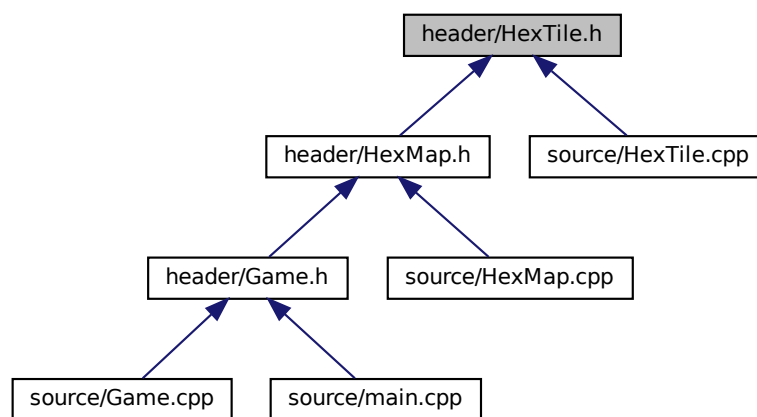 header/HexTile.h
header/HexMap.h
source/HexTile.cpp
header/Game.h
source/HexMap.cpp
source/Game.cpp
source/main.cpp